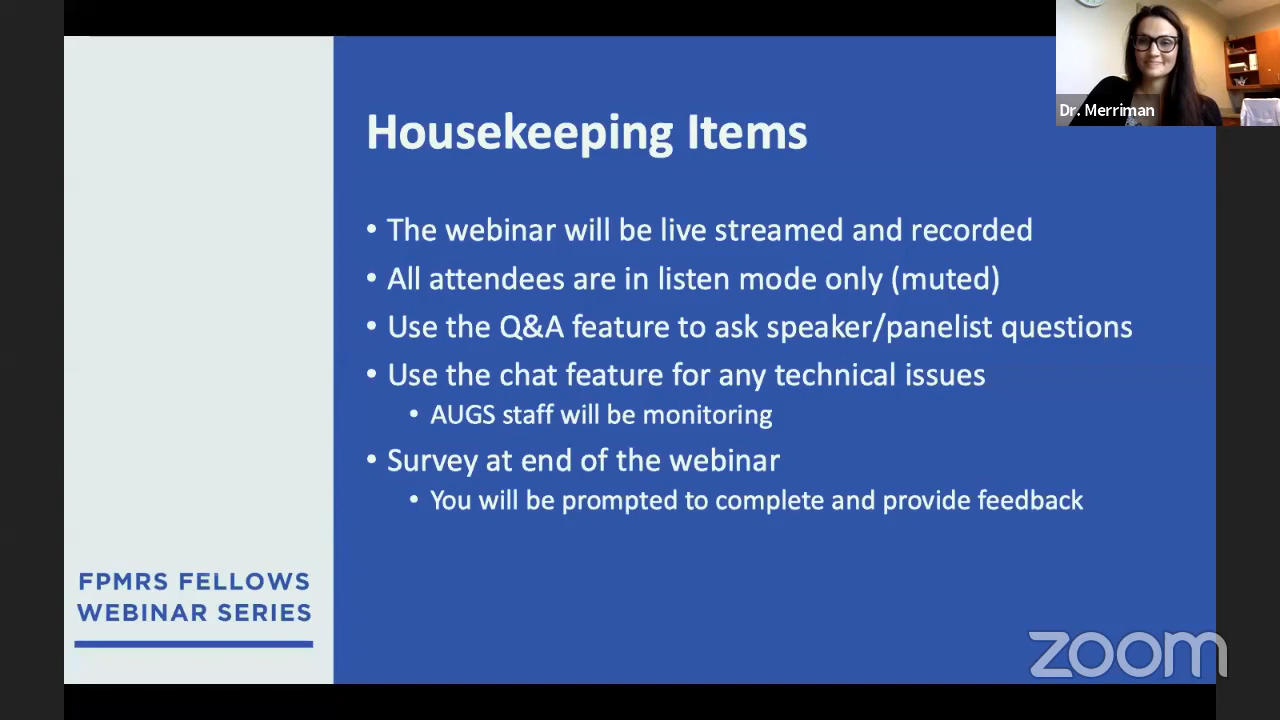 Dr. Merriman
Housekeeping Items
• The webinar will be live streamed and recorded
• All attendees are in listen mode only (muted)
• Use the Q&A feature to ask speaker/panelist questions
• Use the chat feature for any technical issues
• AUGS staff will be monitoring
• Survey at end of the webinar
• You will be prompted to complete and provide feedback
FPMRS FELLOWS
WEBINAR SERIES
zoom